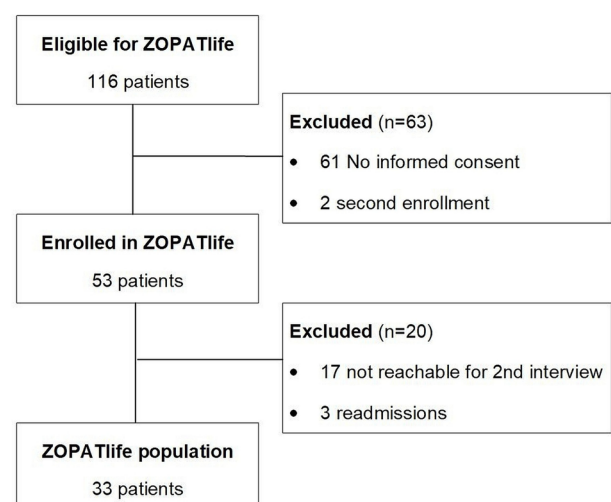 Eligible for ZOPATlife
116 patients
Excluded (n=63)
• 61 No informed consent
• 2 second enrollment
Enrolled in ZOPATlife
53 patients
Excluded (n=20)
• 17 not reachable for 2nd interview
• 3 readmissions
ZOPATlife population
33 patients